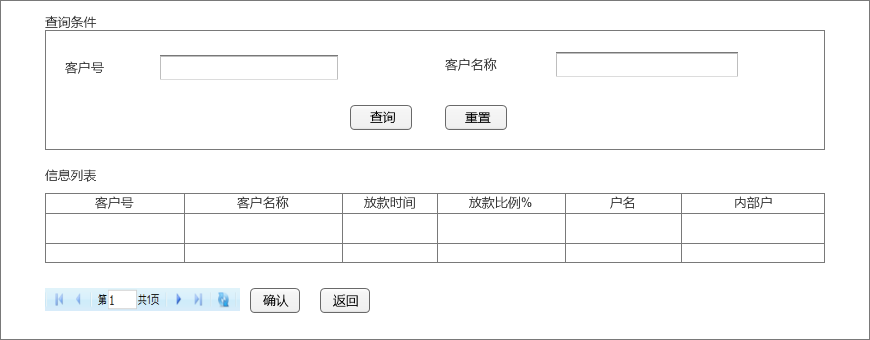 查询条件
客户号 客户名称
查询 重置
信息列表
客户号 客户名称 放款时间 放款比例% 户名 内部户
第1 共1页 确认 返回